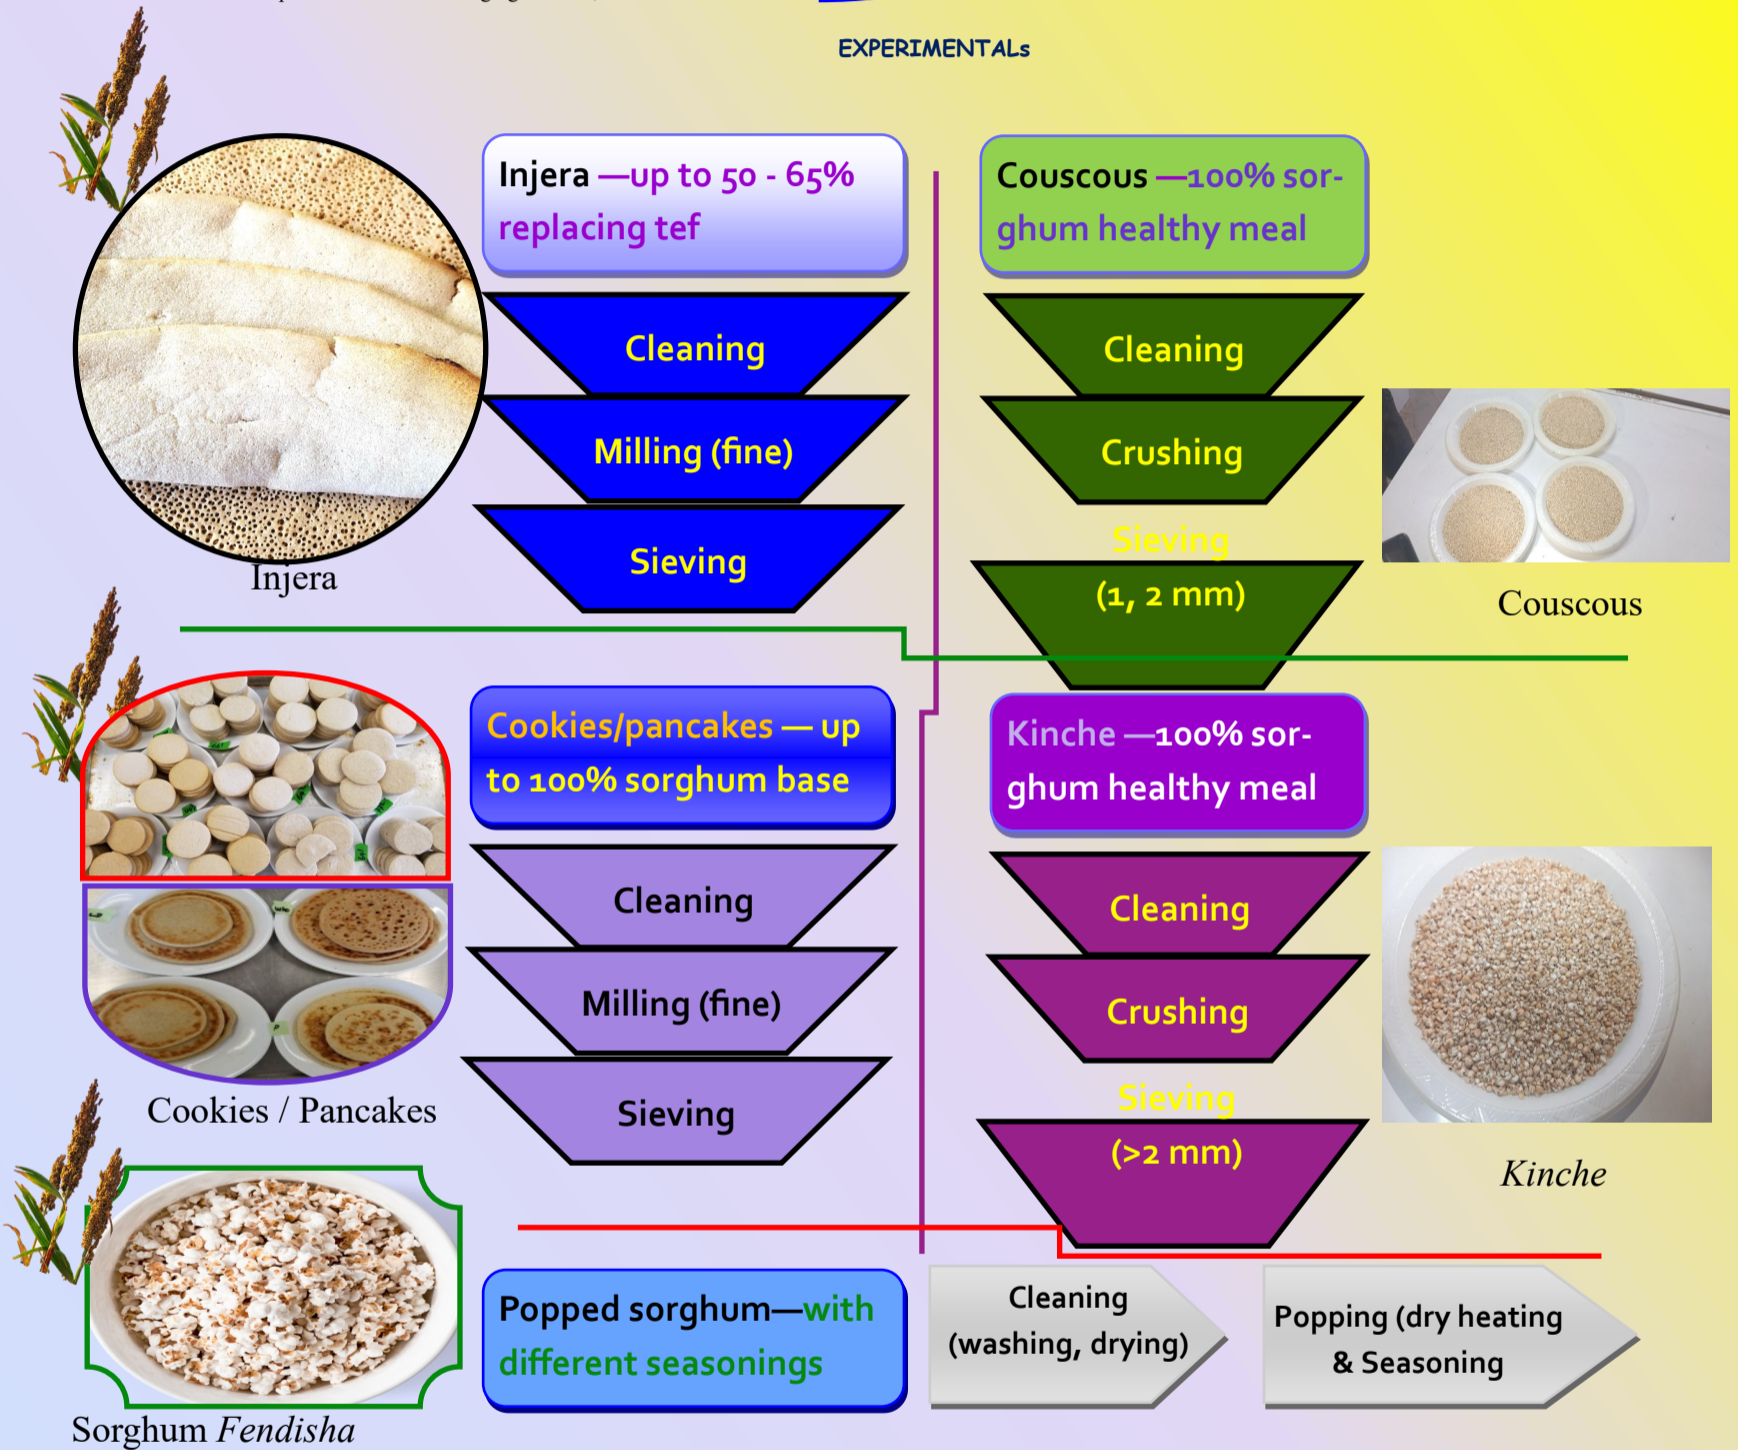 EXPERIMENTALs
Injera —up to 50 - 65%
replacing tef
Cleaning
Milling (fine)
Sieving
Injera
Couscous —100% sor-
ghum healthy meal
Cleaning
Crushing
Sieving
(1, 2 mm)
Couscous
Cookies/pancakes — up
to 100% sorghum base
Cleaning
Milling (fine)
Sieving
Cookies / Pancakes
Kinche —100% sor-
ghum healthy meal
Cleaning
Crushing
Sieving
(>2 mm)
Kinche
Popped sorghum—with
different seasonings
Cleaning
(washing, drying)
Popping (dry heating
& Seasoning
Sorghum Fendisha